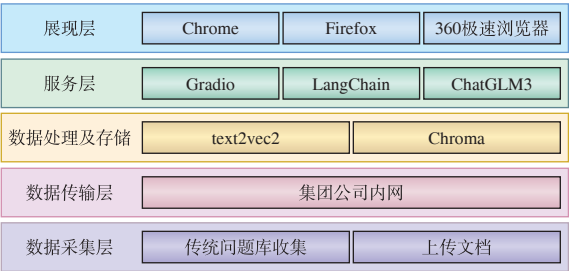 展现层 Chrome Firefox 360极速浏览器
服务层 Gradio LangChain ChatGLM3
数据处理及存储 text2vec2 Chroma
数据传输层 集团公司内网
数据采集层 传统问题库收集 上传文档